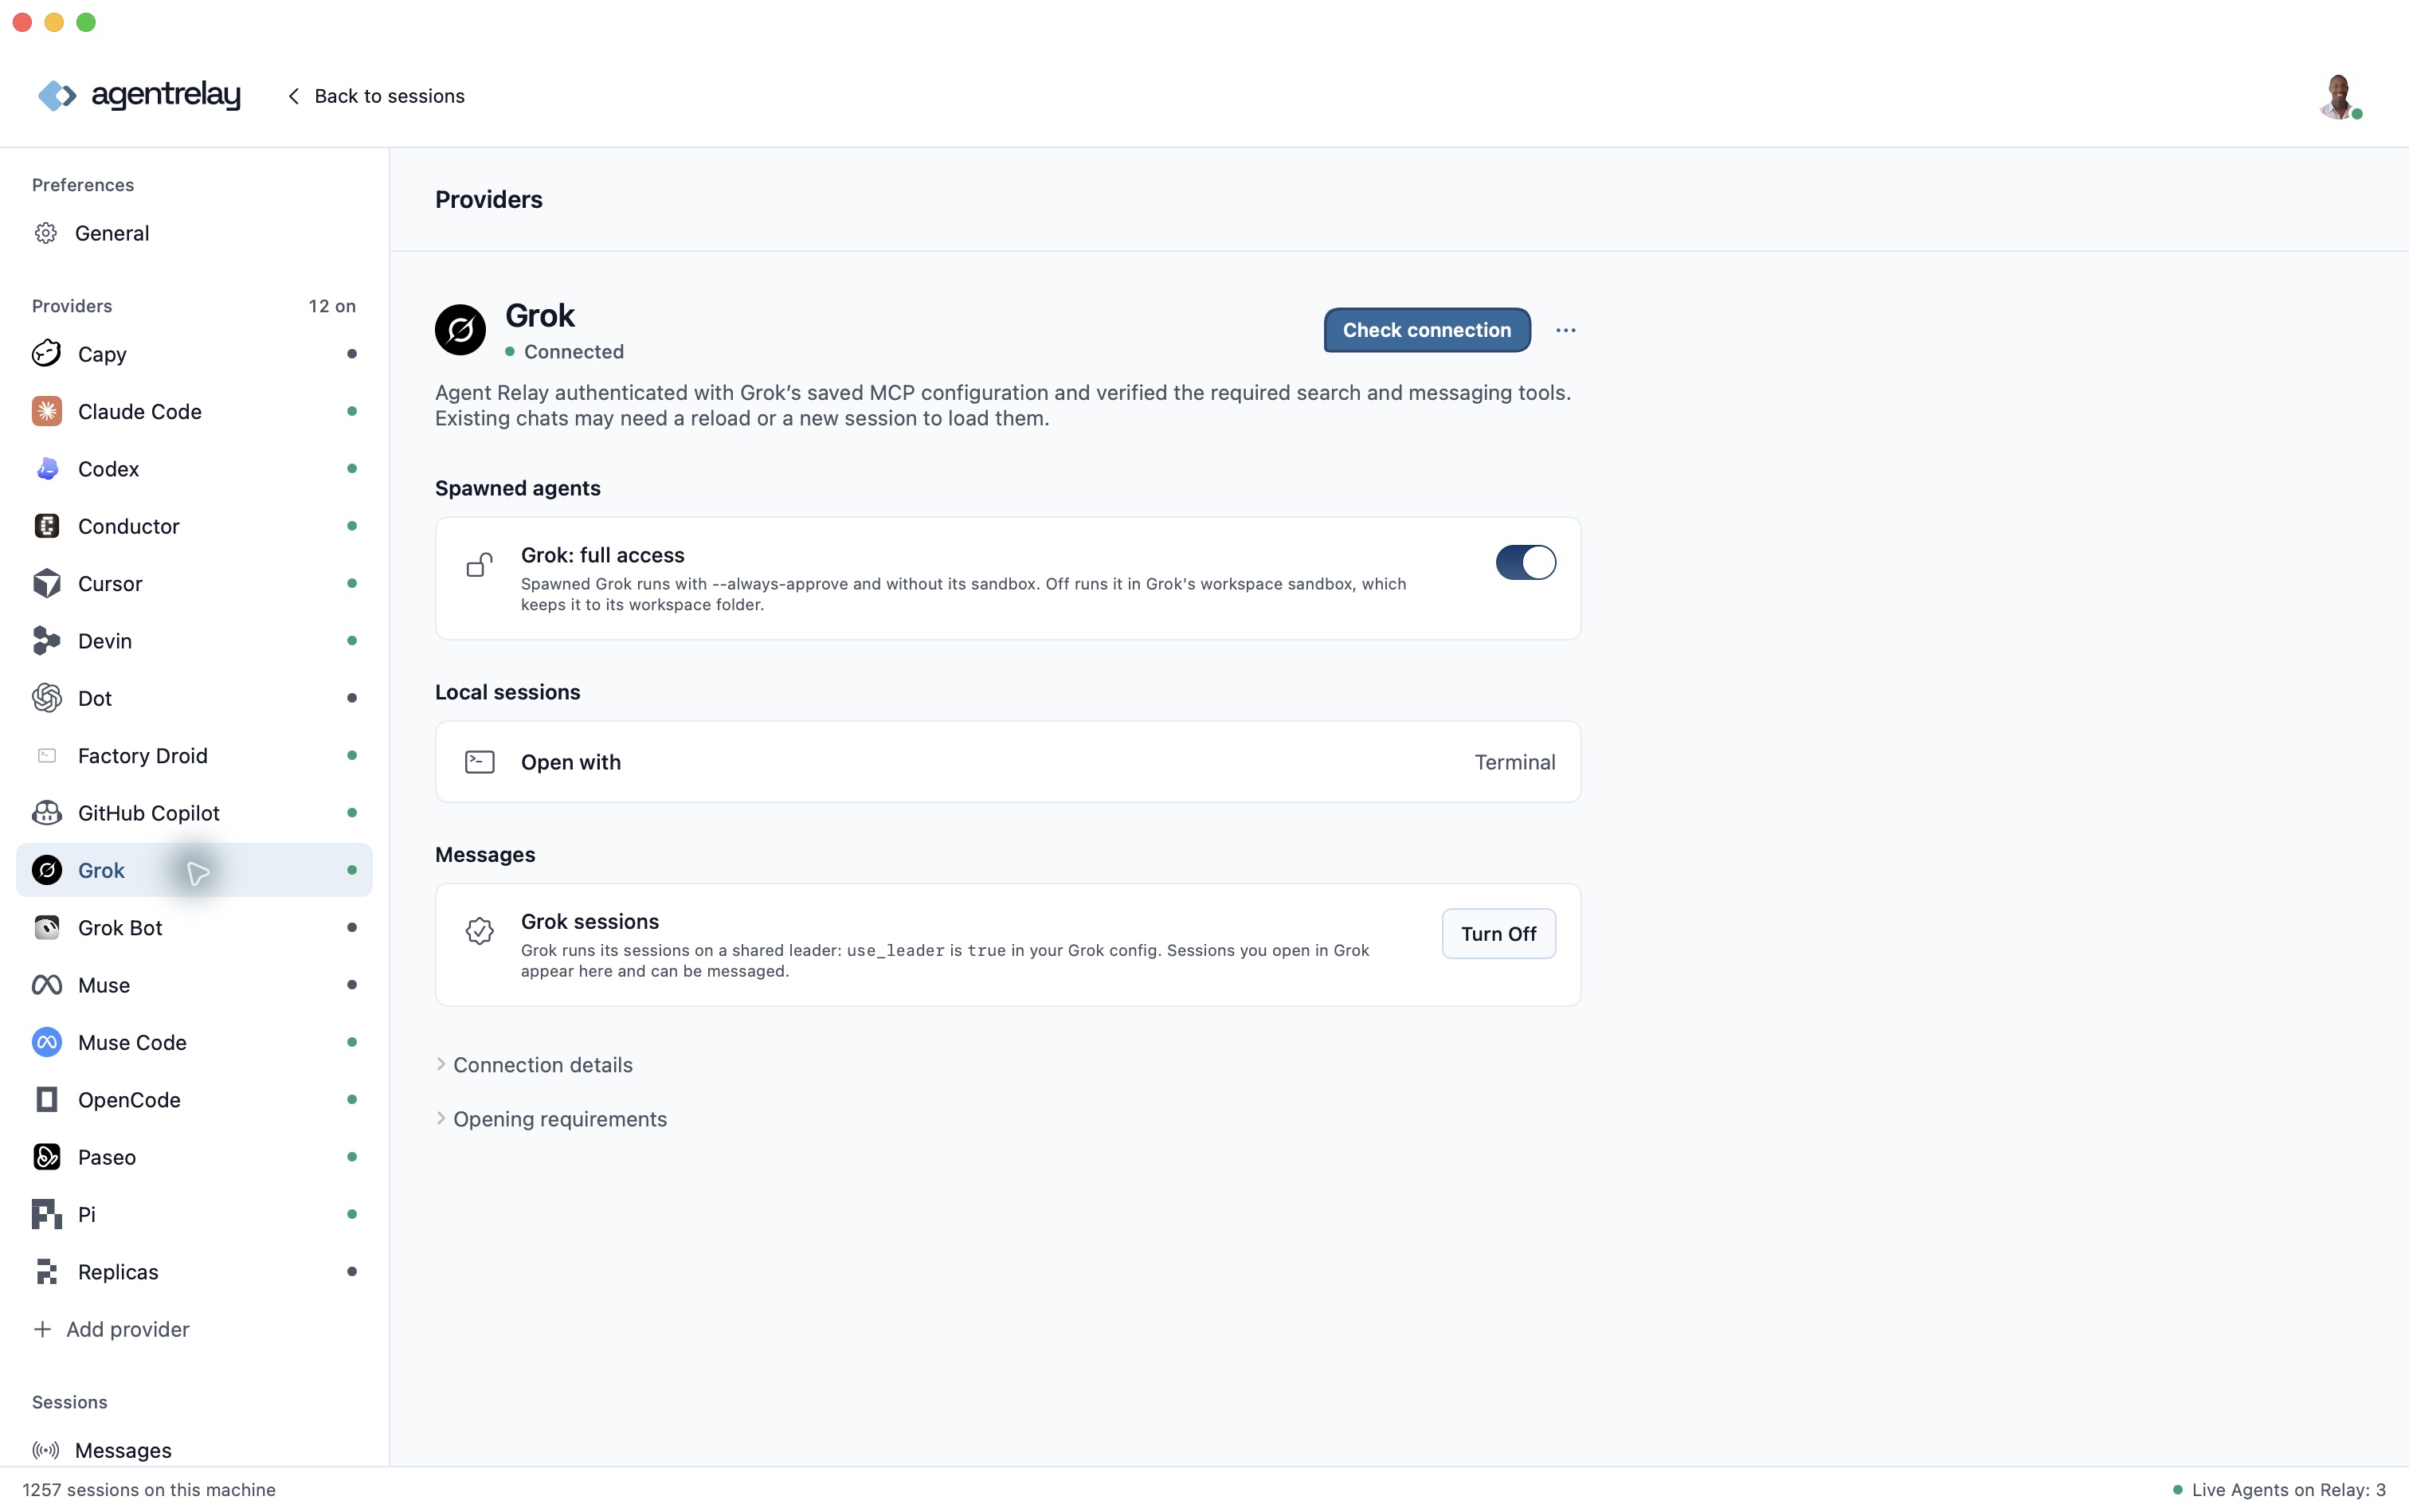 agentrelay
Back to sessions
Preferences
General
Providers 12 on
Capy
Claude Code
Codex
Conductor
Cursor
Devin
Dot
Factory Droid
GitHub Copilot
Grok
Grok Bot
Muse
Muse Code
OpenCode
Paseo
Pi
Replicas
Add provider
Sessions
Messages
Providers
Grok
Connected
Check connection
Agent Relay authenticated with Grok’s saved MCP configuration and verified the required search and messaging tools.
Existing chats may need a reload or a new session to load them.
Spawned agents
Grok: full access
Spawned Grok runs with --always-approve and without its sandbox. Off runs it in Grok's workspace sandbox, which
keeps it to its workspace folder.
Local sessions
Open with Terminal
Messages
Grok sessions
Grok runs its sessions on a shared leader: use_leader is true in your Grok config. Sessions you open in Grok
appear here and can be messaged.
Turn Off
Connection details
Opening requirements
1257 sessions on this machine
Live Agents on Relay: 3